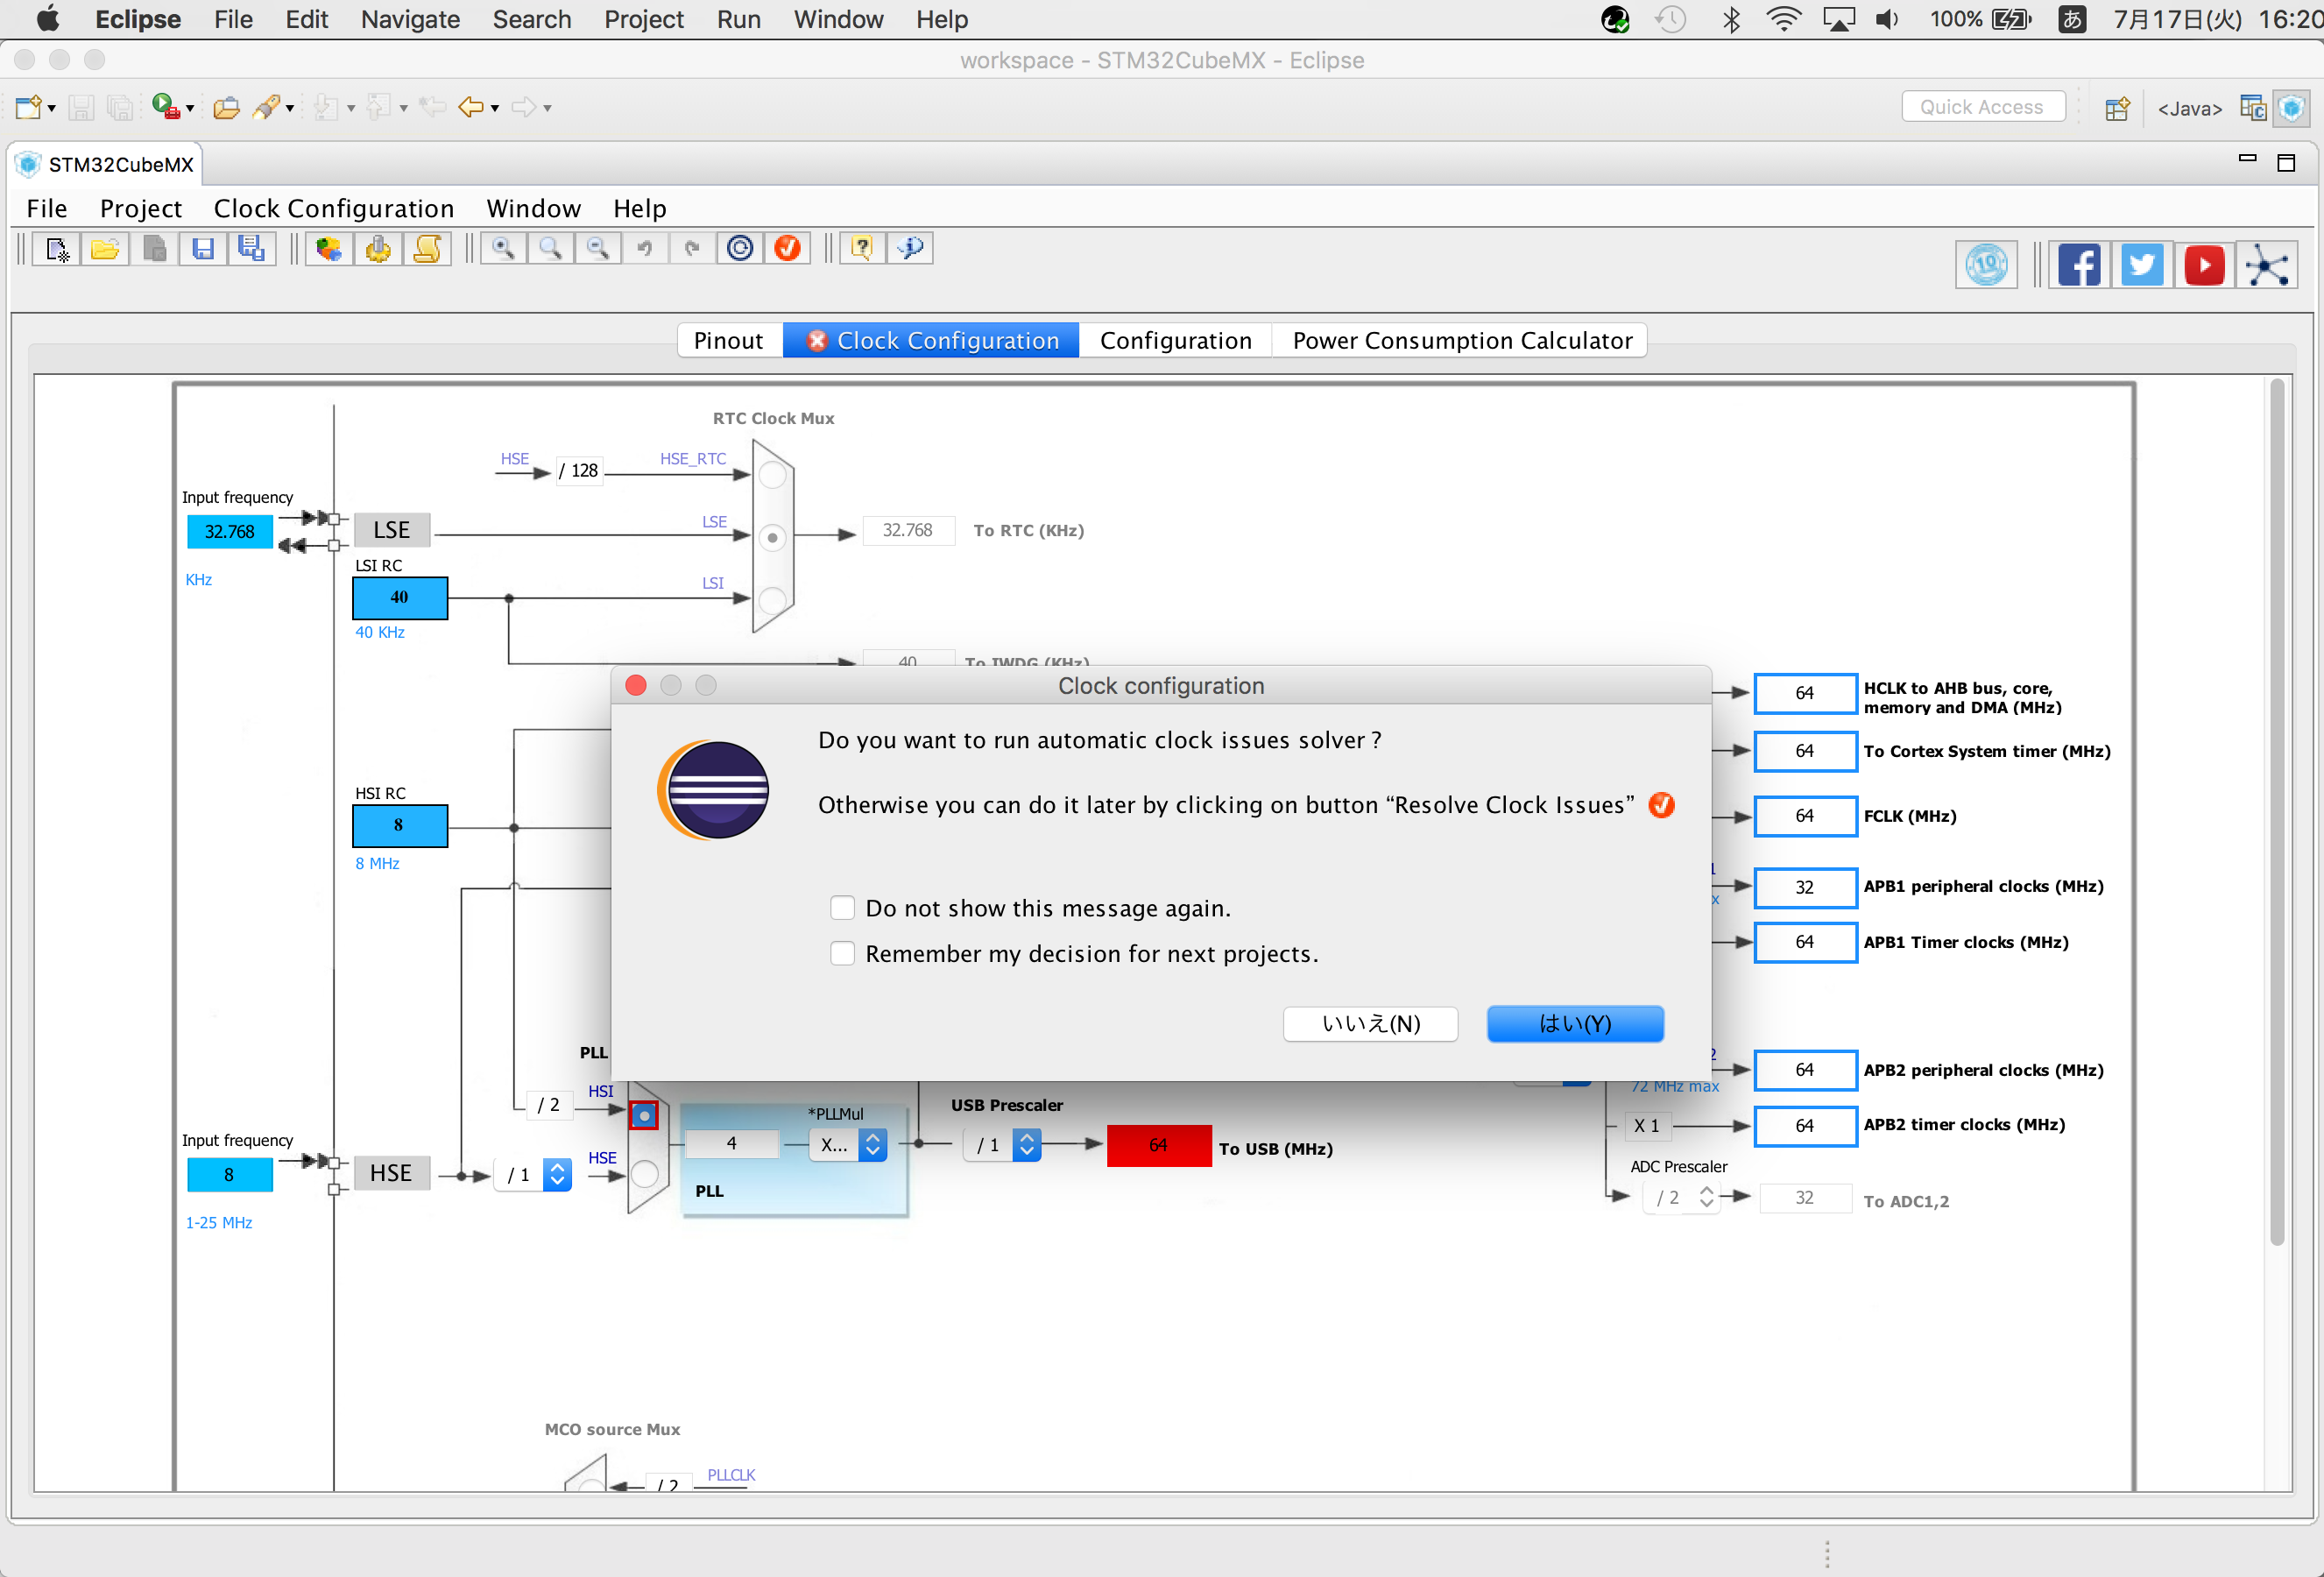 Eclipse File Edit Navigate Search Project Run Window Help 100% あ 7月17日(火) 16:20
workspace - STM32CubeMX - Eclipse
Quick Access <Java>
STM32CubeMX
File Project Clock Configuration Window Help
Pinout Clock Configuration Configuration Power Consumption Calculator
RTC Clock Mux
HSE / 128 HSE_RTC
Input frequency
32.768 LSE LSE 32.768 To RTC (KHz)
KHz
LSI RC
LSI
40
40 KHz
40 To IWDG (KHz)
Clock configuration
Do you want to run automatic clock issues solver ?
Otherwise you can do it later by clicking on button “Resolve Clock Issues”
Do not show this message again.
Remember my decision for next projects.
いいえ(N) はい(Y)
64 HCLK to AHB bus, core,
memory and DMA (MHz)
64 To Cortex System timer (MHz)
HSI RC
8
8 MHz
64 FCLK (MHz)
1
x
32 APB1 peripheral clocks (MHz)
64 APB1 Timer clocks (MHz)
PLL
2
64 APB2 peripheral clocks (MHz)
72 MHz max
HSI
/ 2
*PLLMul
USB Prescaler
4 X... / 1 64 To USB (MHz)
X 1 64 APB2 timer clocks (MHz)
Input frequency
8 HSE / 1 HSE
PLL
1-25 MHz
ADC Prescaler
/ 2 32 To ADC1,2
MCO source Mux
/ 2 PLLCLK